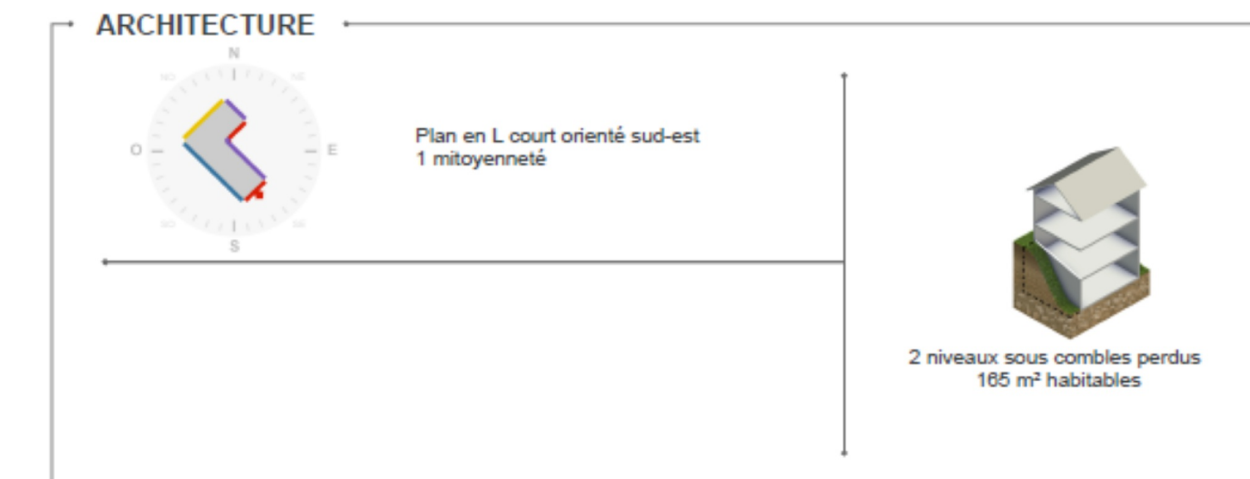 ARCHITECTURE
N
O
E
S
Plan en L court orienté sud-est
1 mitoyenneté
2 niveaux sous combles perdus
165 m² habitables